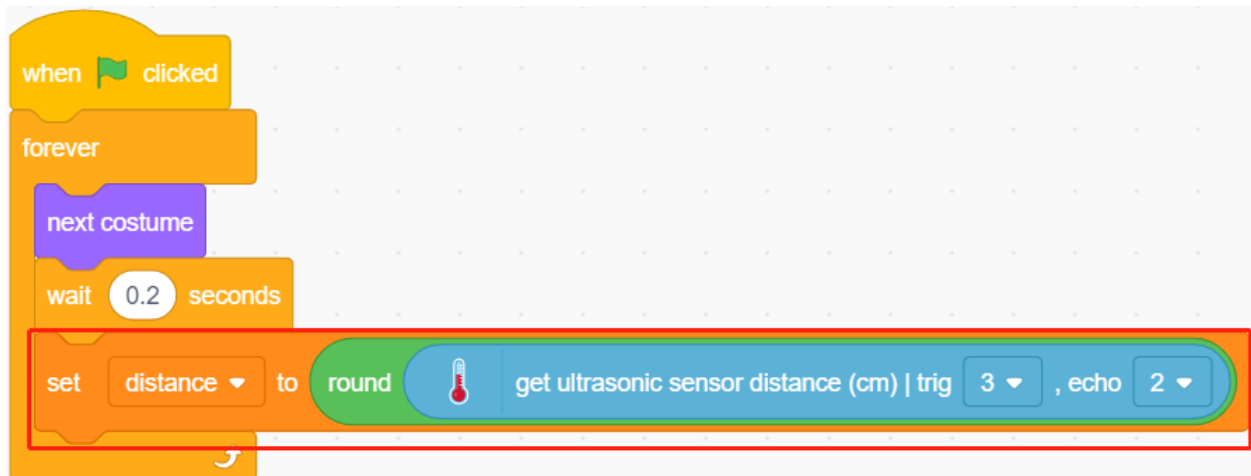 when clicked
forever
next costume
wait 0.2 seconds
set distance to round get ultrasonic sensor distance (cm) | trig 3 , echo 2